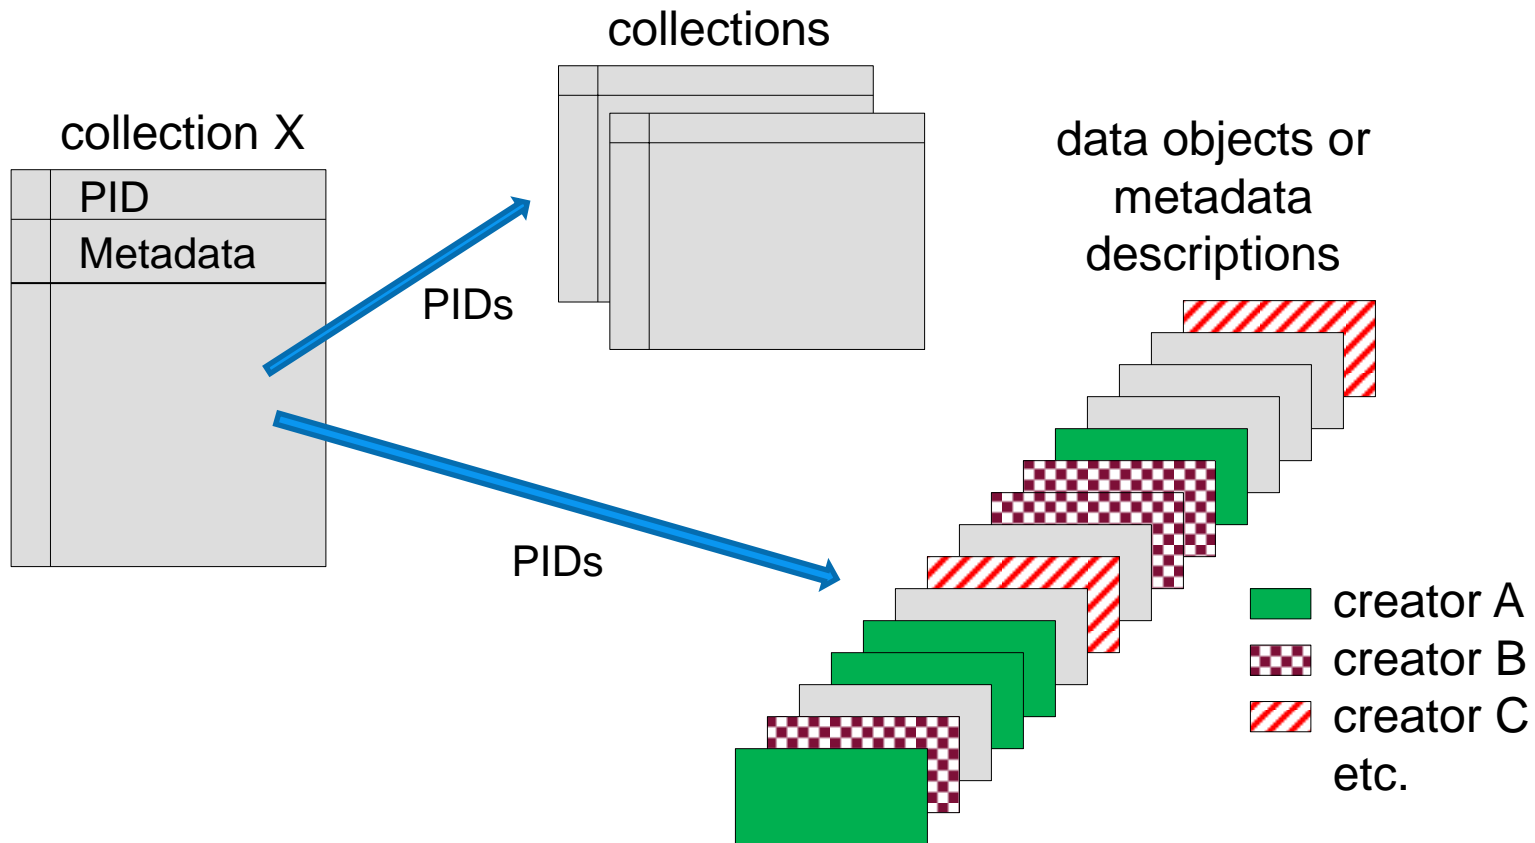 collections
collection X
PID
Metadata
PIDs
PIDs
data objects or
metadata
descriptions
creator A
creator B
creator C
etc.